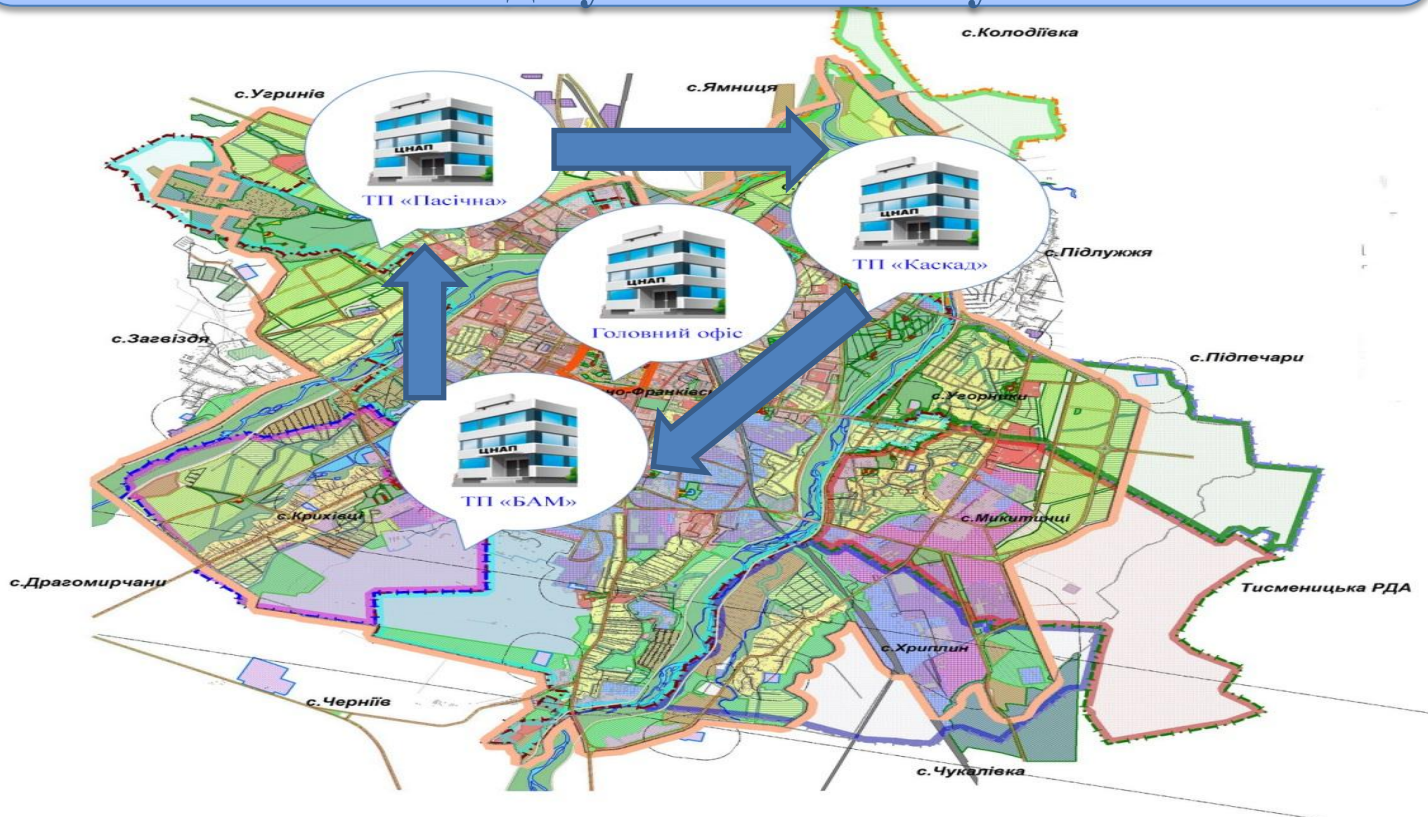 с.Колодіївка
с.Угринів
с.Ямниця
ЦНАП
ТП «Пасічна»
ЦНАП
ТП «Каскад»
с.Підлужжя
ЦНАП
Головний офіс
с.Загвіздя
с.Підпечари
с.Угорники
ЦНАП
ТП «БАМ»
с.Крихівці
с.Микитинці
с.Драгомирчани
Тисменицька РДА
с.Хриплин
с.Черніїв
с.Чукалівка